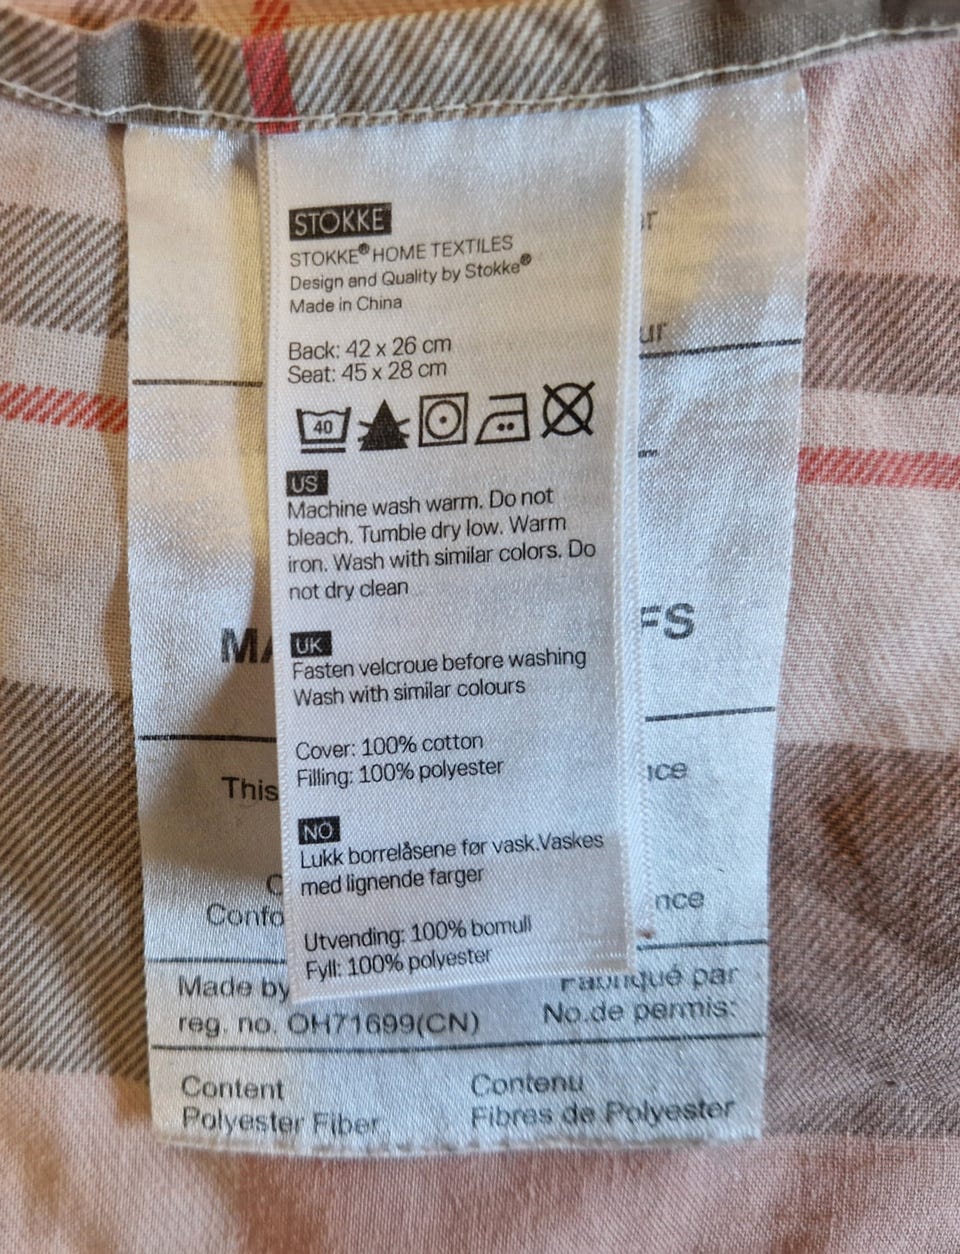 STOKKE
STOKKE® HOME TEXTILES
Design and Quality by Stokke®
Made in China
Back: 42 x 26 cm
Seat: 45 x 28 cm
40
US
Machine wash warm. Do not
bleach. Tumble dry low. Warm
iron. Wash with similar colors. Do
not dry clean
UK
Fasten velcroue before washing
Wash with similar colours
Cover: 100% cotton
Filling: 100% polyester
NO
Lukk borrelåsene før vask.Vaskes
med lignende farger
Utvending: 100% bomull
Fyll: 100% polyester
This
Made by
Fabriqué par
reg. no. OH71699(CN)
No.de permis:
Content
Contenu
Polyester Fiber
Fibres de Polyester